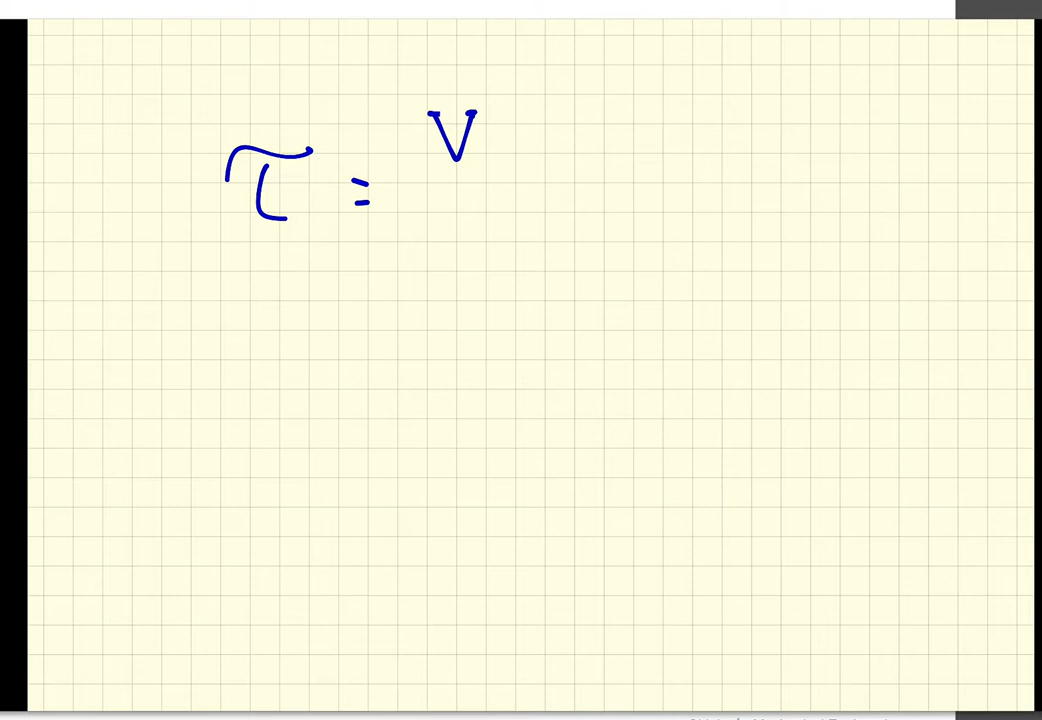 τ = V